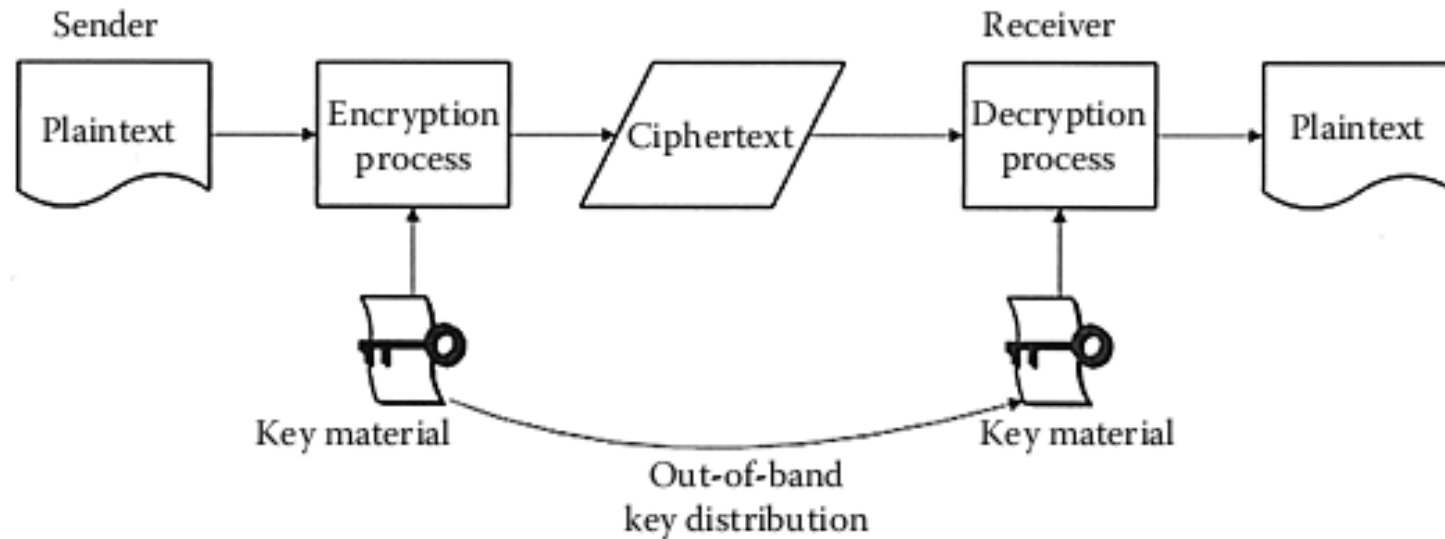 Sender
Receiver
Plaintext
Encryption
process
Ciphertext
Decryption
process
Plaintext
Key material
Key material
Out-of-band
key distribution